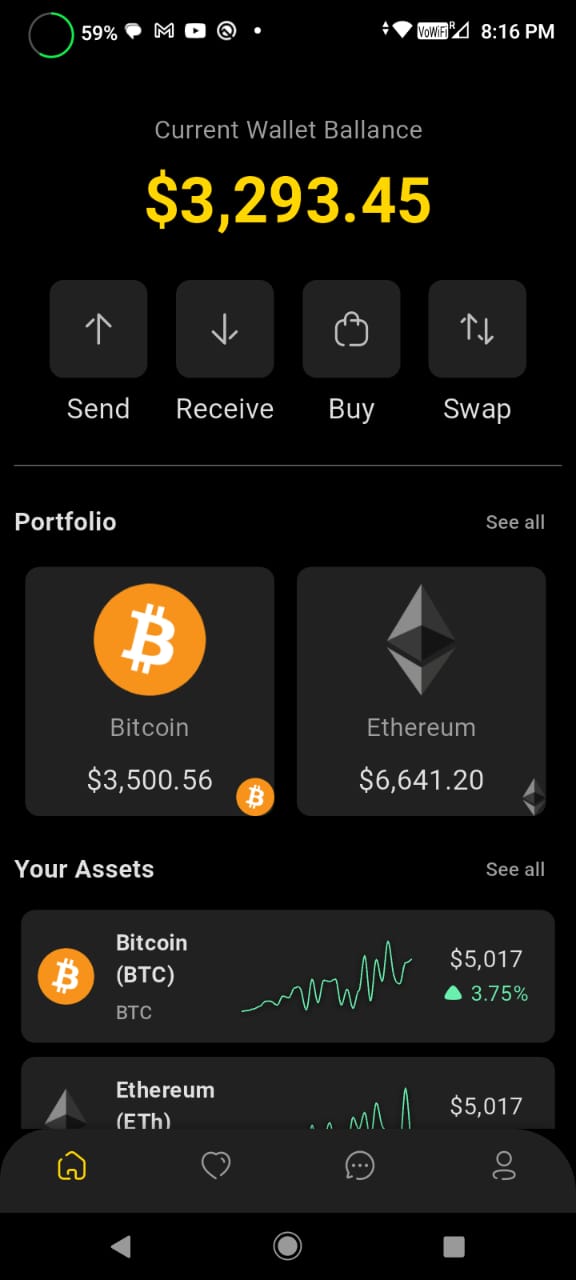 59% VoWiFi R 8:16 PM
Current Wallet Ballance
$3,293.45
Send Receive Buy Swap
Portfolio See all
Bitcoin Ethereum
$3,500.56 $6,641.20
Your Assets See all
Bitcoin
(BTC)
BTC
$5,017
3.75%
Ethereum
(ETh)
$5,017